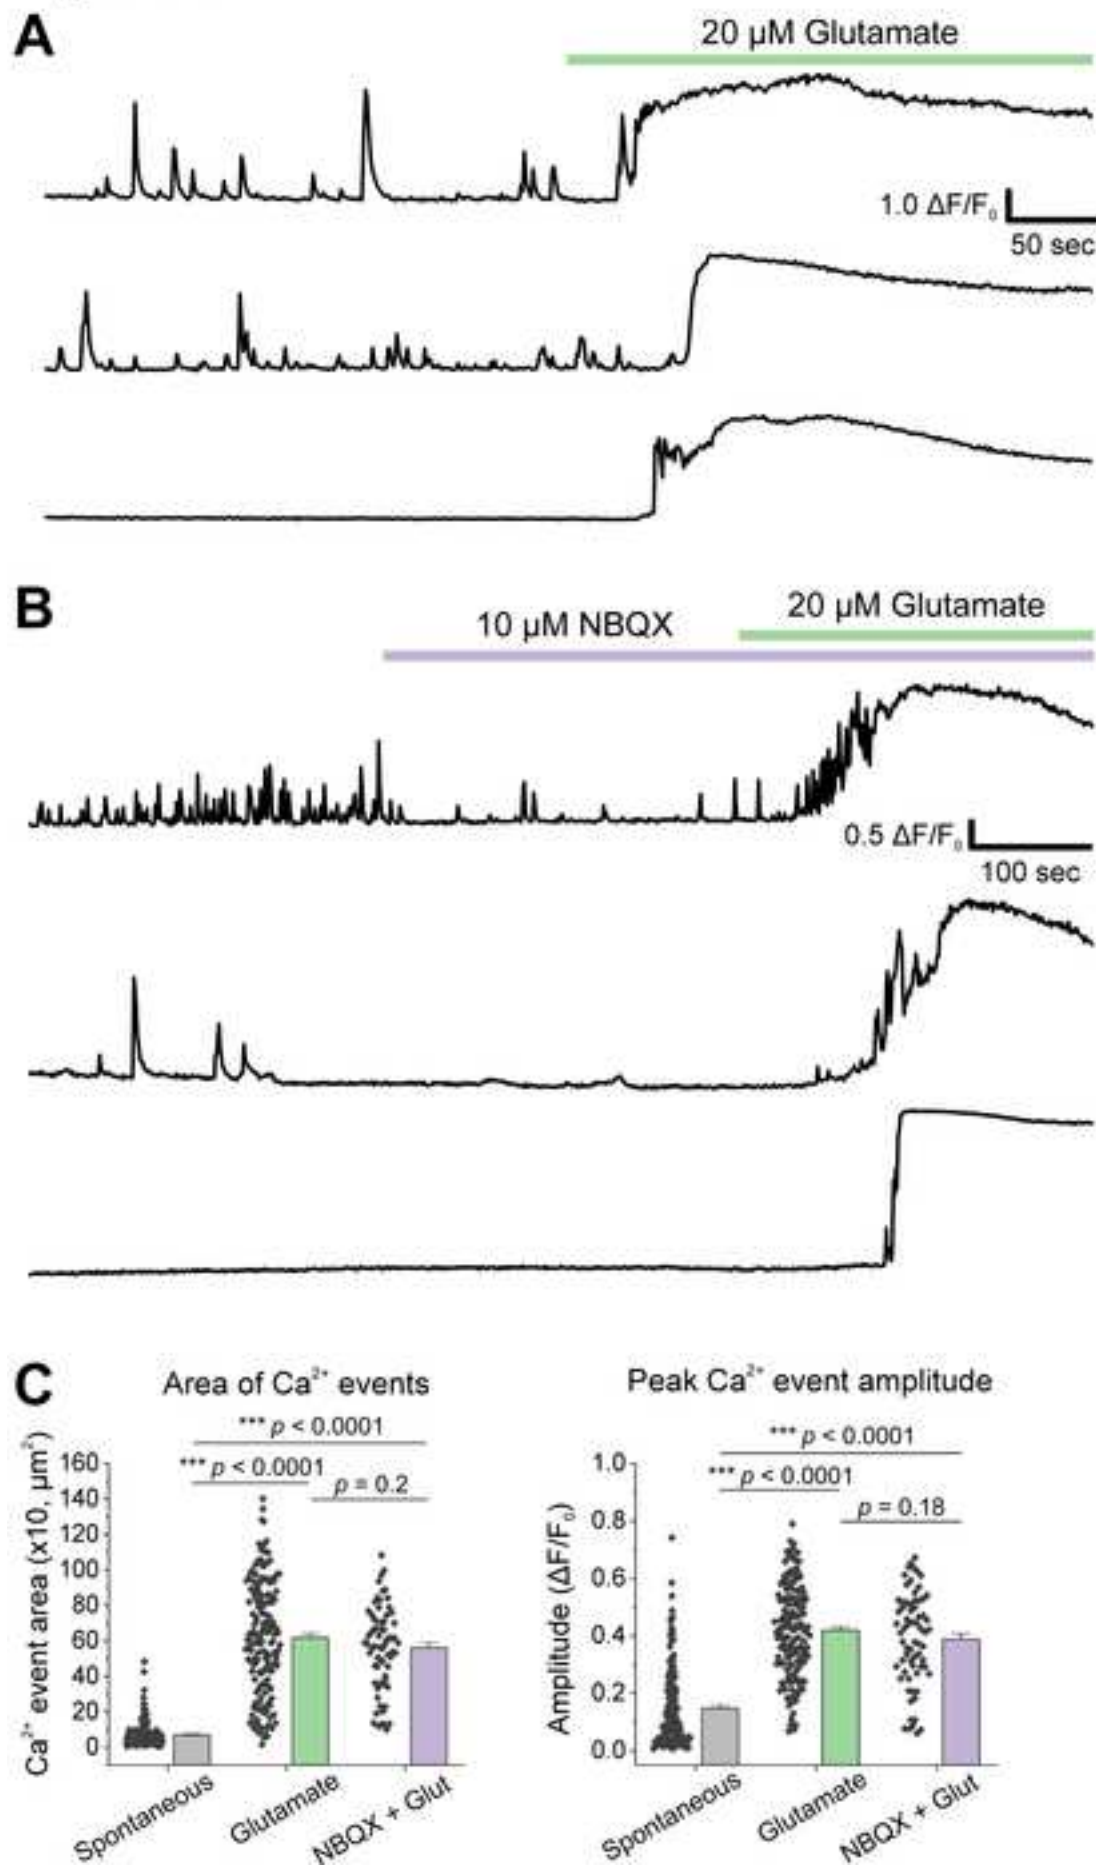 A
20 µM Glutamate
1.0 ΔF/F₀
50 sec
B
20 µM Glutamate
10 µM NBQX
0.5 ΔF/F₀
100 sec
C
Area of Ca²⁺ events
Peak Ca²⁺ event amplitude
*** p < 0.0001
*** p < 0.0001
p = 0.2
Ca²⁺ event area (x10, µm²)
160
140
120
100
80
60
40
20
0
Spontaneous
Glutamate
NBQX + Glut
*** p < 0.0001
*** p < 0.0001
p = 0.18
Amplitude (ΔF/F₀)
1.0
0.8
0.6
0.4
0.2
0.0
Spontaneous
Glutamate
NBQX + Glut